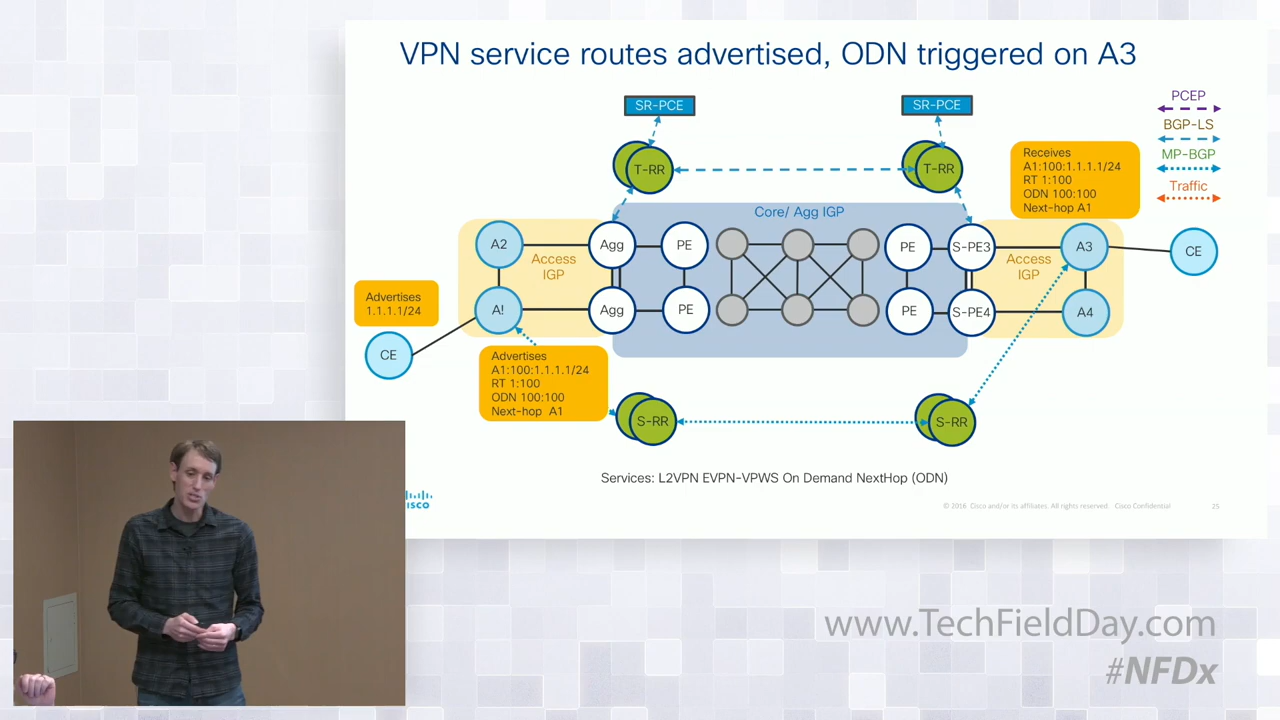 VPN service routes advertised, ODN triggered on A3
SR-PCE
SR-PCE
PCEP
BGP-LS
MP-BGP
Traffic
T-RR
T-RR
Receives
A1:100:1.1.1.1/24
RT 1:100
ODN 100:100
Next-hop A1
Core/ Agg IGP
A2
Agg
PE
PE
S-PE3
A3
CE
Access
IGP
Access
IGP
Advertises
1.1.1.1/24
A!
Agg
PE
PE
S-PE4
A4
CE
Advertises
A1:100:1.1.1.1/24
RT 1:100
ODN 100:100
Next-hop A1
S-RR
S-RR
Services: L2VPN EVPN-VPWS On Demand NextHop (ODN)
© 2016 Cisco and/or its affiliates. All rights reserved. Cisco Confidential
25
www.TechFieldDay.com
#NFDx